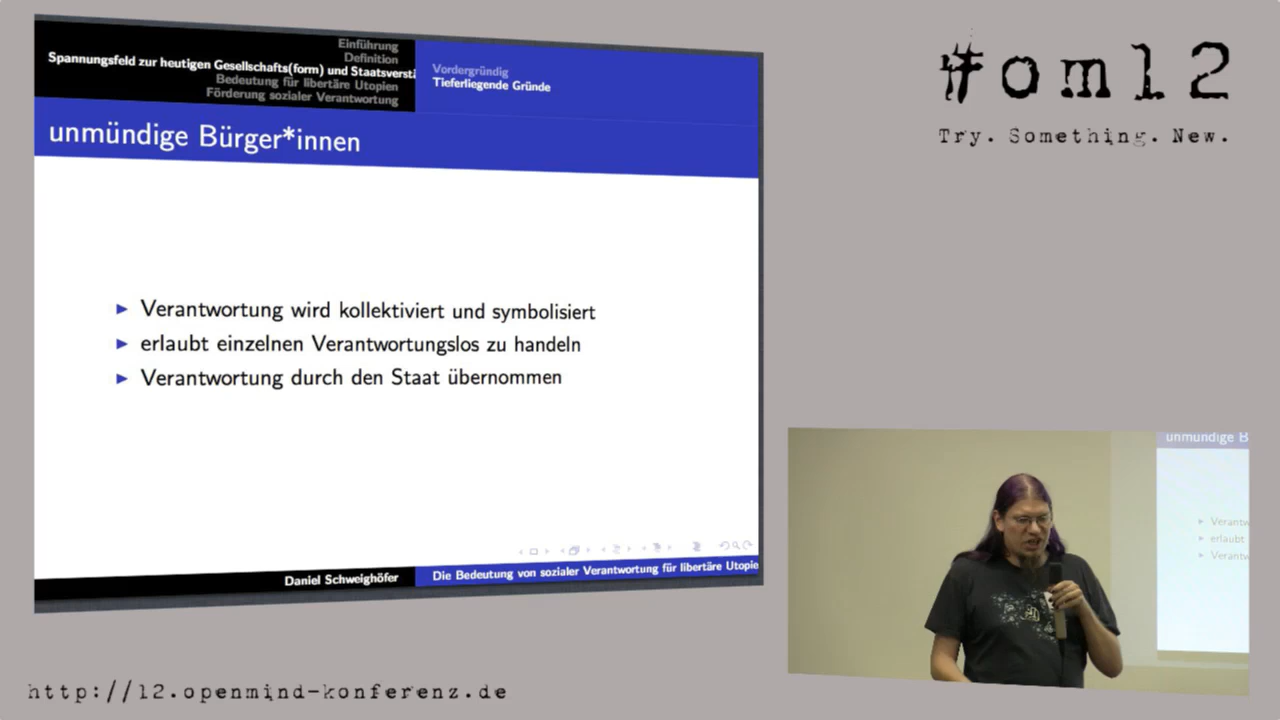 Einführung
Definition
Spannungsfeld zur heutigen Gesellschafts(form) und Staatsverstä
Bedeutung für libertäre Utopien
Förderung sozialer Verantwortung
Vordergründig
Tieferliegende Gründe
unmündige Bürger*innen
Verantwortung wird kollektiviert und symbolisiert
erlaubt einzelnen Verantwortungslos zu handeln
Verantwortung durch den Staat übernommen
Daniel Schweighöfer
Die Bedeutung von sozialer Verantwortung für libertäre Utopie
#om12
Try. Something. New.
unmündige B
Verantw
erlaubt
Verantw
http://12.openmind-konferenz.de